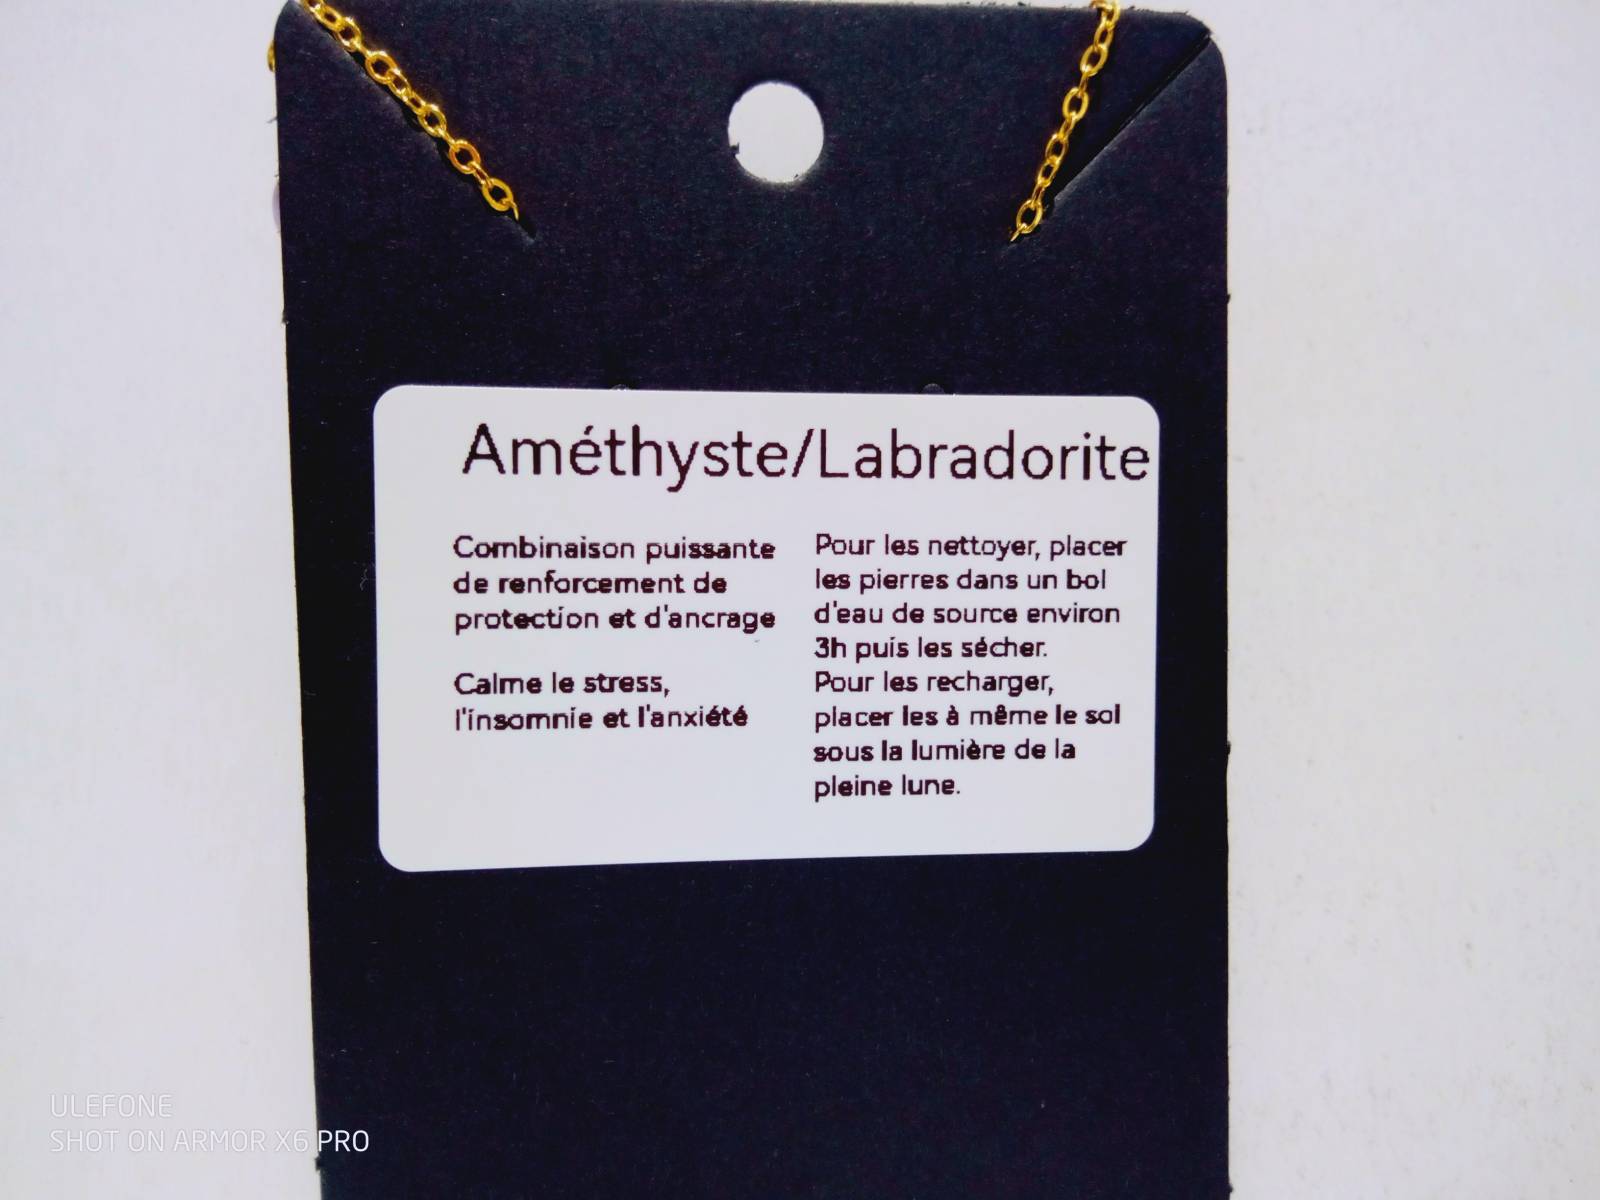 Améthyste/Labradorite
Combinaison puissante
de renforcement de
protection et d'ancrage
Calme le stress,
l'insomnie et l'anxiété
Pour les nettoyer, placer
les pierres dans un bol
d'eau de source environ
3h puis les sécher.
Pour les recharger,
placer les à même le sol
sous la lumière de la
pleine lune.
ULEFONE
SHOT ON ARMOR X6 PRO